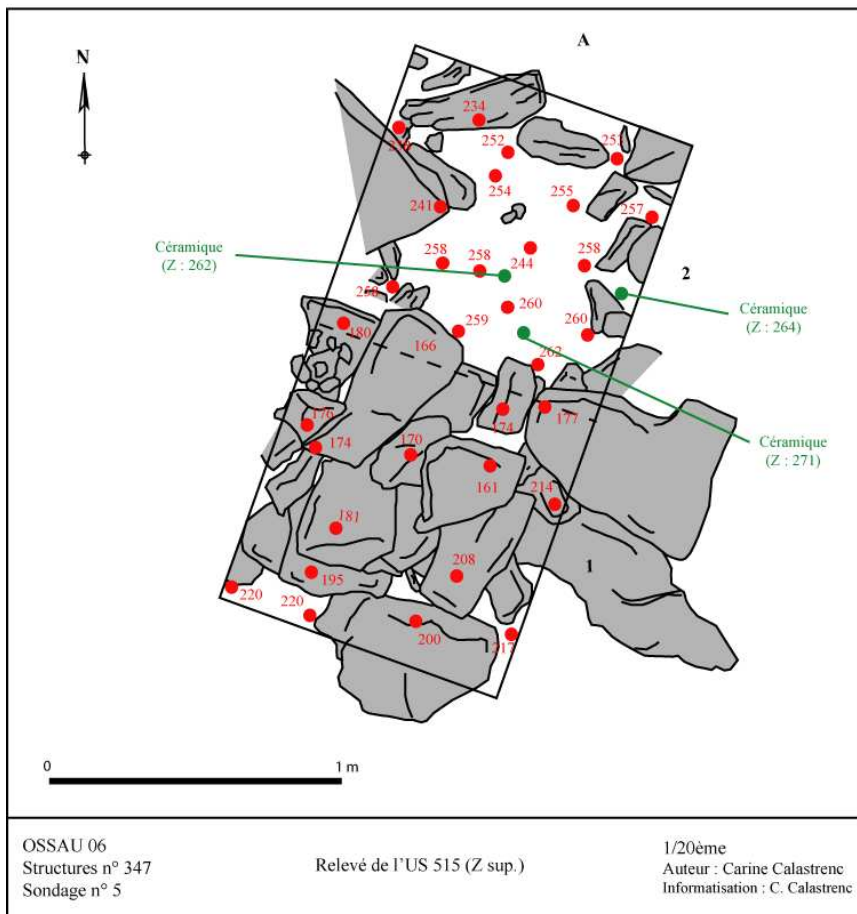 A
N
234
252
253
254
255
241
257
258
258
244
258
Céramique
(Z : 262)
2
258
260
Céramique
(Z : 264)
180
166
259
260
262
176
174
177
174
170
161
Céramique
(Z : 271)
214
181
208
1
195
220
220
200
217
0
1 m
OSSAU 06
Structures n° 347
Sondage n° 5
Relevé de l'US 515 (Z sup.)
1/20ème
Auteur : Carine Calastrenc
Informatisation : C. Calastrenc